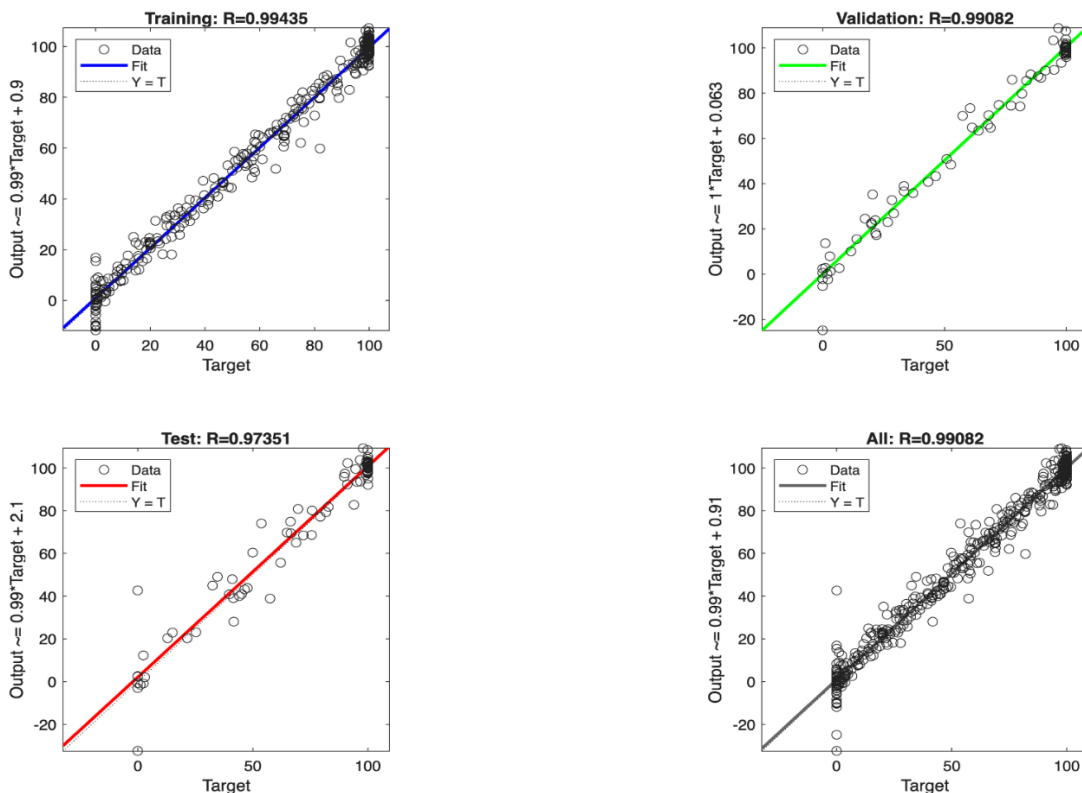 Training: R=0.99435
Output ~= 0.99*Target + 0.9
Data
Fit
Y = T
100
80
60
40
20
0
0 20 40 60 80 100
Target
Validation: R=0.99082
Output ~= 1*Target + 0.063
Data
Fit
Y = T
100
80
60
40
20
0
-20
0 50 100
Target
Test: R=0.97351
Output ~= 0.99*Target + 2.1
Data
Fit
Y = T
100
80
60
40
20
0
-20
0 50 100
Target
All: R=0.99082
Output ~= 0.99*Target + 0.91
Data
Fit
Y = T
100
80
60
40
20
0
-20
0 50 100
Target